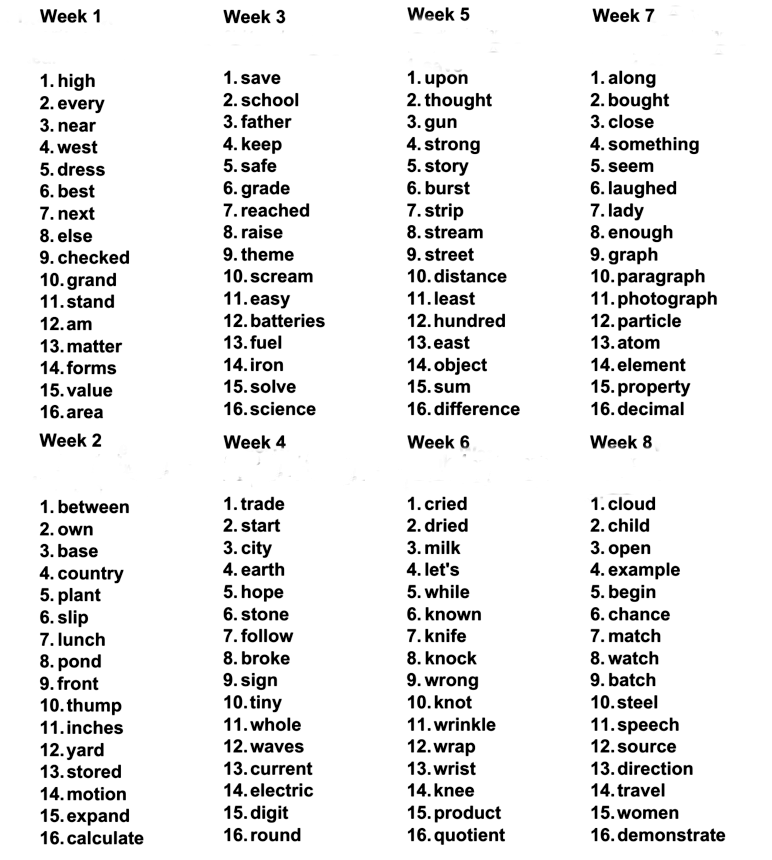 Week 1
1. high
2. every
3. near
4. west
5. dress
6. best
7. next
8. else
9. checked
10. grand
11. stand
12. am
13. matter
14. forms
15. value
16. area
Week 2
1. between
2. own
3. base
4. country
5. plant
6. slip
7. lunch
8. pond
9. front
10. thump
11. inches
12. yard
13. stored
14. motion
15. expand
16. calculate
Week 3
1. save
2. school
3. father
4. keep
5. safe
6. grade
7. reached
8. raise
9. theme
10. scream
11. easy
12. batteries
13. fuel
14. iron
15. solve
16. science
Week 4
1. trade
2. start
3. city
4. earth
5. hope
6. stone
7. follow
8. broke
9. sign
10. tiny
11. whole
12. waves
13. current
14. electric
15. digit
16. round
Week 5
1. upon
2. thought
3. gun
4. strong
5. story
6. burst
7. strip
8. stream
9. street
10. distance
11. least
12. hundred
13. east
14. object
15. sum
16. difference
Week 6
1. cried
2. dried
3. milk
4. let's
5. while
6. known
7. knife
8. knock
9. wrong
10. knot
11. wrinkle
12. wrap
13. wrist
14. knee
15. product
16. quotient
Week 7
1. along
2. bought
3. close
4. something
5. seem
6. laughed
7. lady
8. enough
9. graph
10. paragraph
11. photograph
12. particle
13. atom
14. element
15. property
16. decimal
Week 8
1. cloud
2. child
3. open
4. example
5. begin
6. chance
7. match
8. watch
9. batch
10. steel
11. speech
12. source
13. direction
14. travel
15. women
16. demonstrate